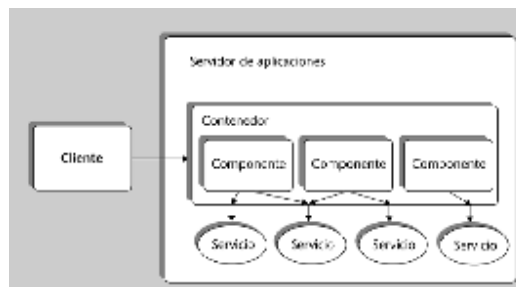 Servidor de aplicaciones
Contenedor
Cliente
Componente Componente Componente
Servicio Servicio Servicio Servicio